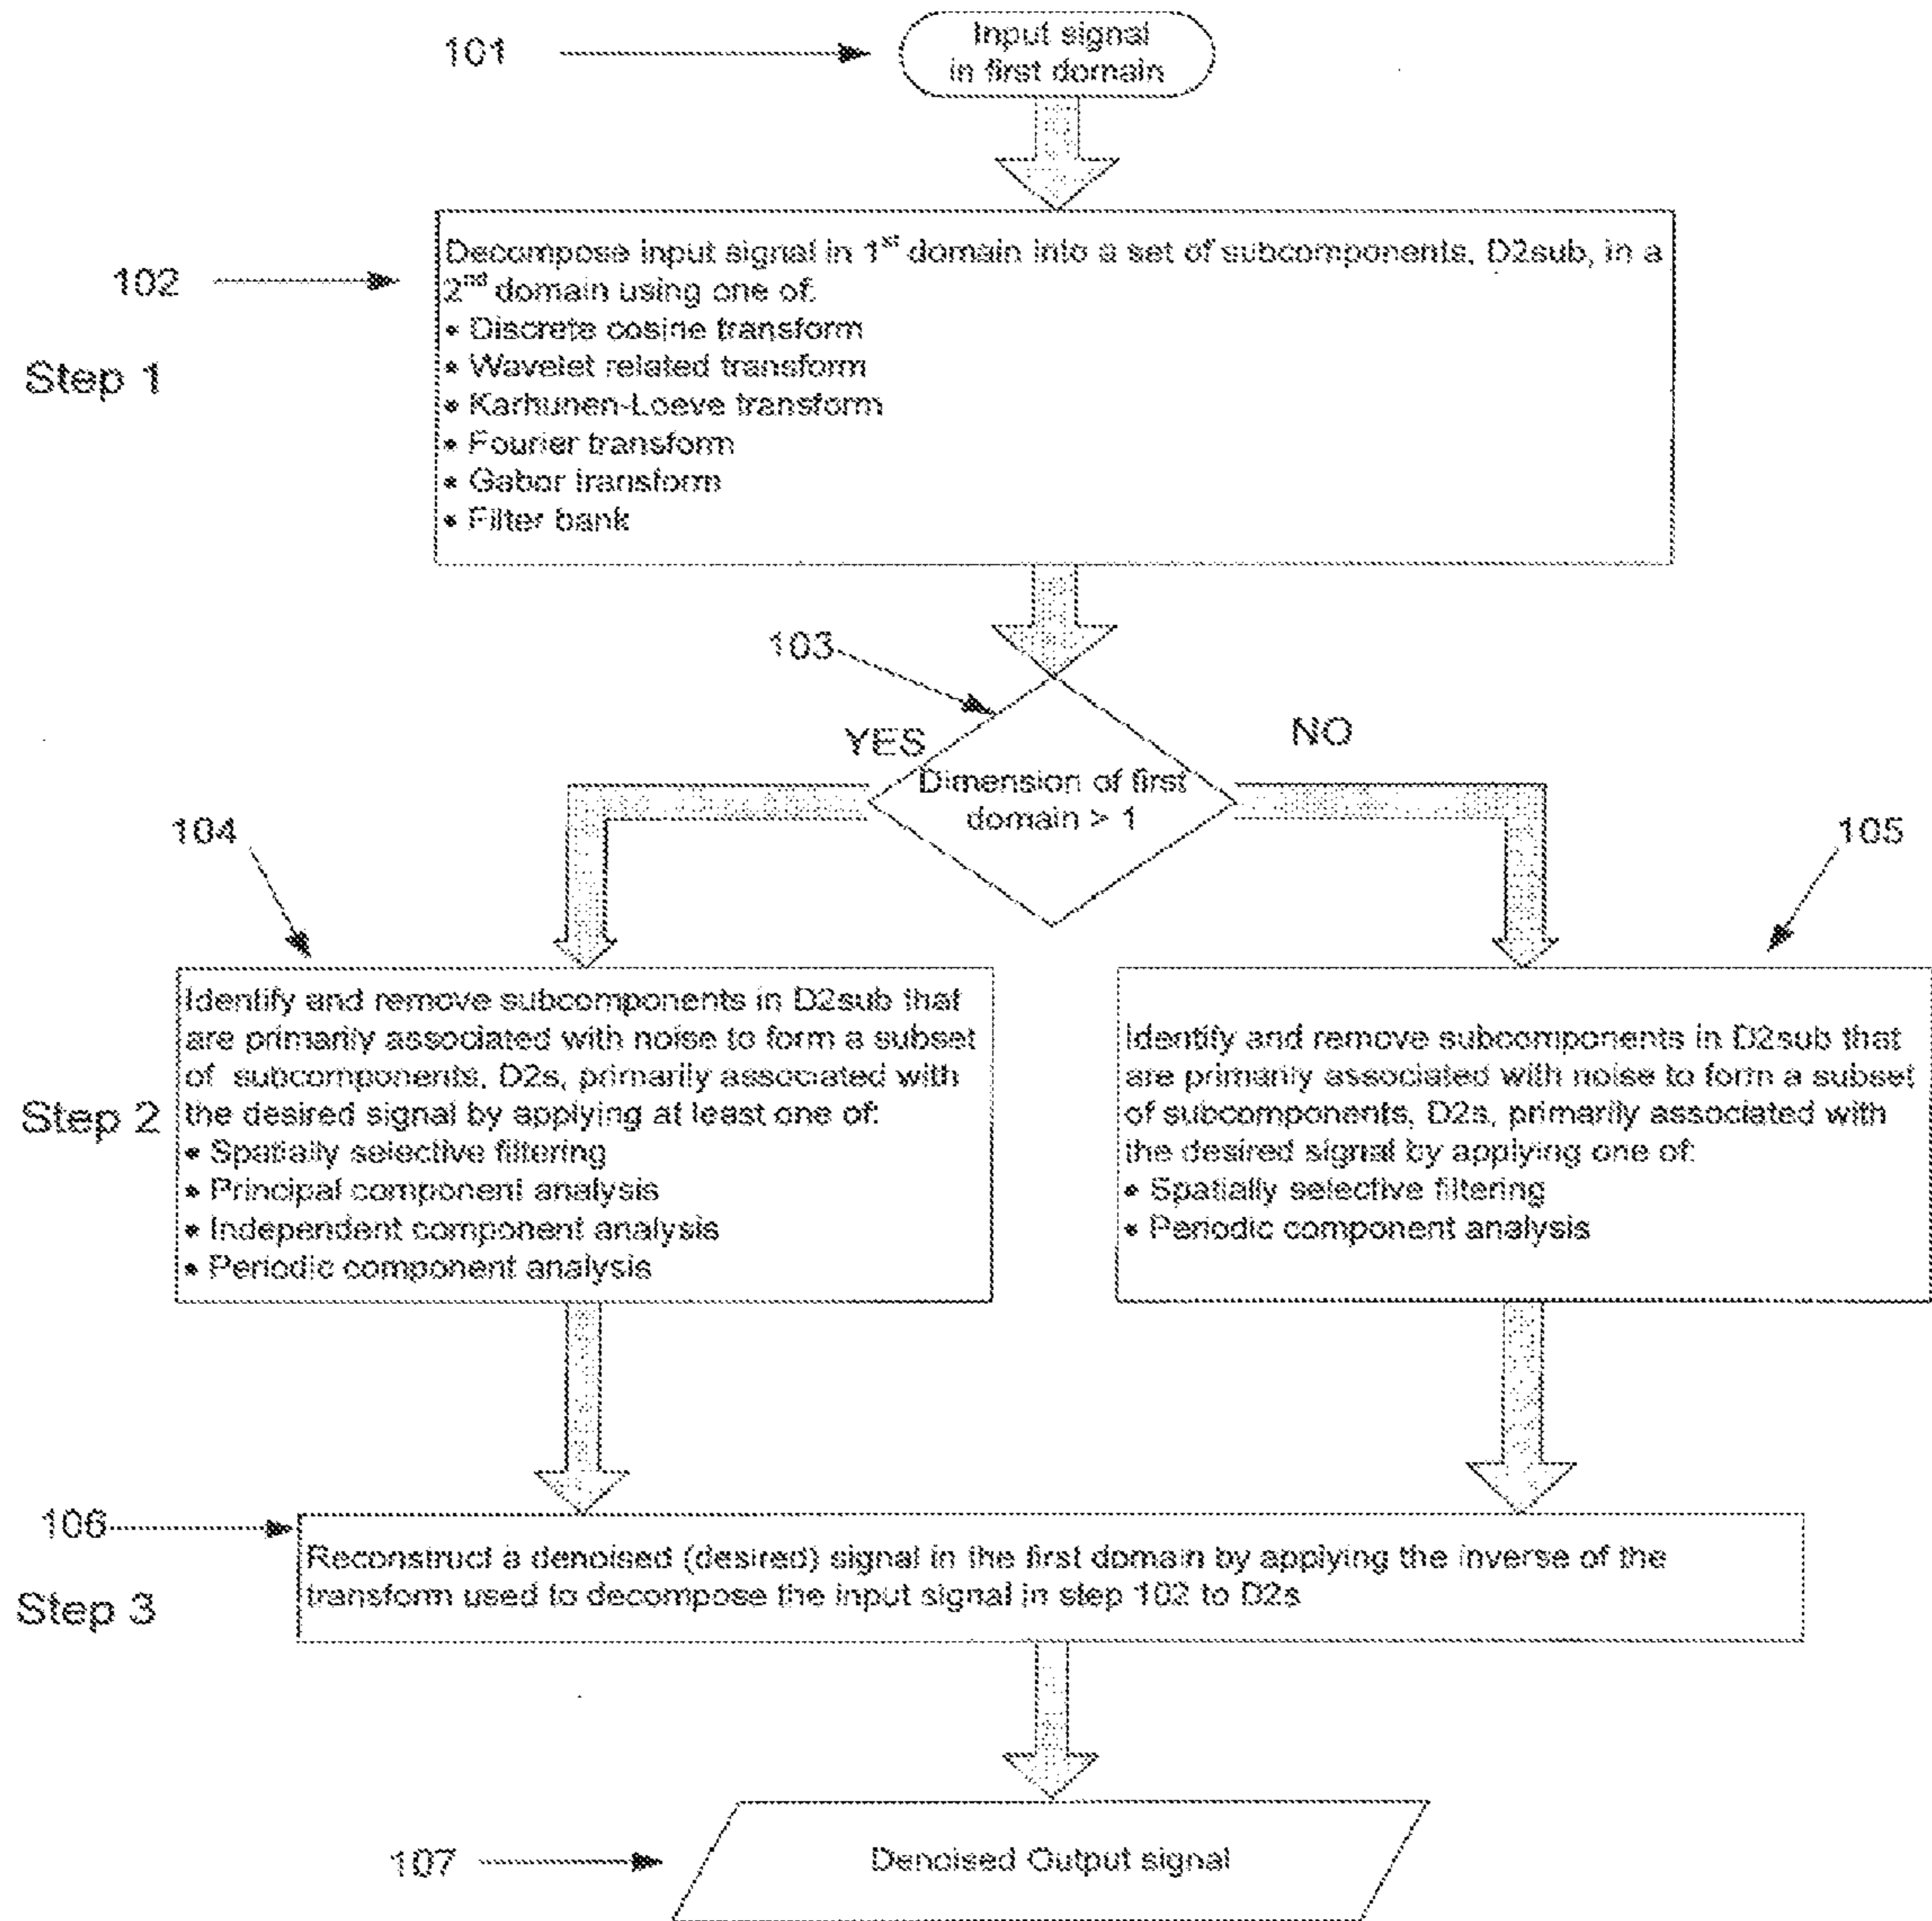 101
Input signal
in first domain
102
Step 1
Decompose input signal in 1st domain into a set of subcomponents, D2sub, in a
2nd domain using one of:
• Discrete cosine transform
• Wavelet related transform
• Karhunen-Loeve transform
• Fourier transform
• Gabor transform
• Filter bank
103
YES
NO
Dimension of first
domain > 1
104
105
Step 2
Identify and remove subcomponents in D2sub that
are primarily associated with noise to form a subset
of subcomponents, D2s, primarily associated with
the desired signal by applying at least one of:
• Spatially selective filtering
• Principal component analysis
• Independent component analysis
• Periodic component analysis
Identify and remove subcomponents in D2sub that
are primarily associated with noise to form a subset
of subcomponents, D2s, primarily associated with
the desired signal by applying one of:
• Spatially selective filtering
• Periodic component analysis
106
Step 3
Reconstruct a denoised (desired) signal in the first domain by applying the inverse of the
transform used to decompose the input signal in step 102 to D2s
107
Denoised Output signal